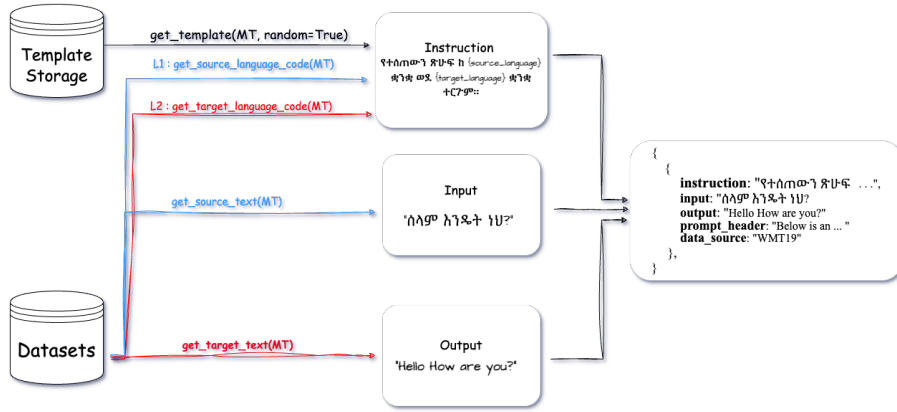 Template
Storage
get_template(MT, random=True)
L1 : get_source_language_code(MT)
L2 : get_target_language_code(MT)
Instruction
የተሰጠውን ጽሁፍ ከ {source_language}
ቋንቋ ወደ {target_language} ቋንቋ
ተርጉም።
get_source_text(MT)
Input
"ሰላም እንዴት ነህ?"
Datasets
get_target_text(MT)
Output
"Hello How are you?"
{
{
instruction: "የተሰጠውን ጽሁፍ ...",
input: "ሰላም እንዴት ነህ?
output: "Hello How are you?"
prompt_header: "Below is an ... "
data_source: "WMT19"
},
}